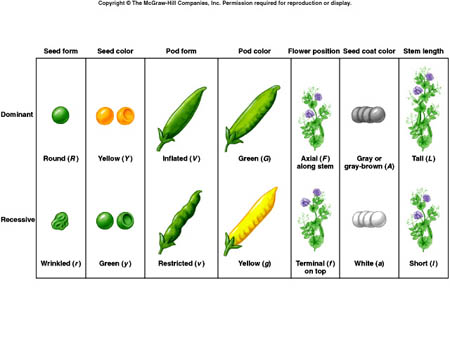 Copyright © The McGraw-Hill Companies, Inc. Permission required for reproduction or display.
Seed form Seed color Pod form Pod color Flower position Seed coat color Stem length
Dominant
Round (R) Yellow (Y) Inflated (V) Green (G) Axial (F) Gray or Tall (L)
along stem gray-brown (A)
Recessive
Wrinkled (r) Green (y) Restricted (v) Yellow (g) Terminal (f) White (a) Short (l)
on top